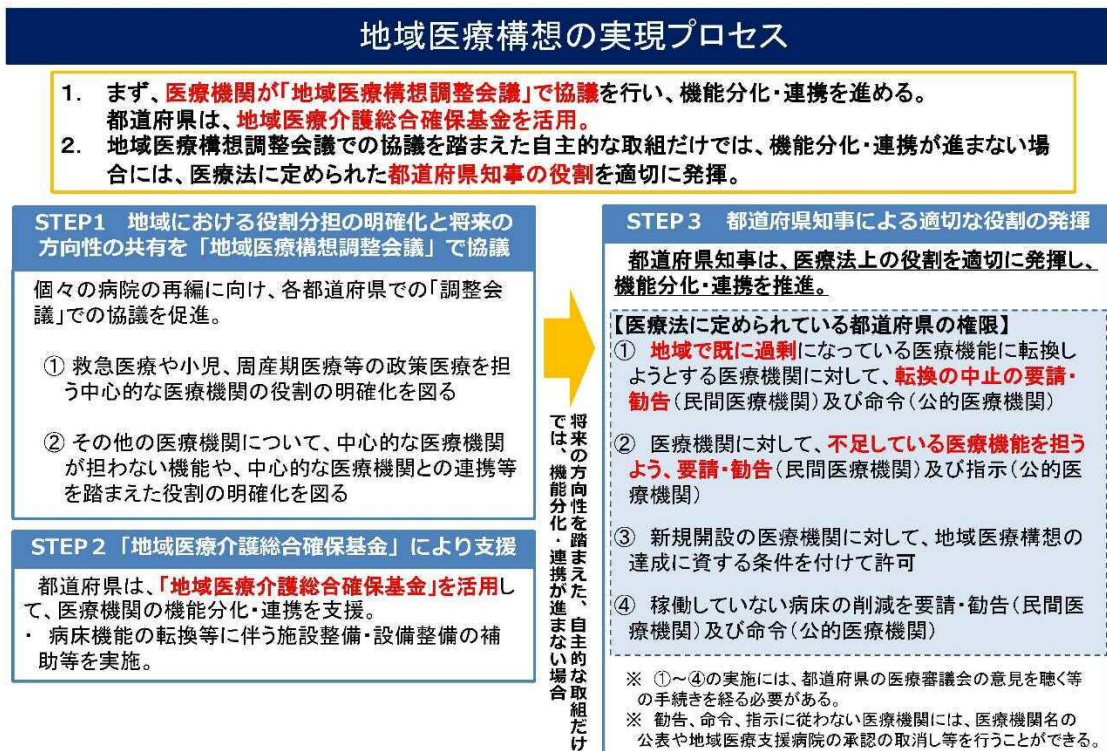 地域医療構想の実現プロセス
1. まず、医療機関が「地域医療構想調整会議」で協議を行い、機能分化・連携を進める。
都道府県は、地域医療介護総合確保基金を活用。
2. 地域医療構想調整会議での協議を踏まえた自主的な取組だけでは、機能分化・連携が進まない場
合には、医療法に定められた都道府県知事の役割を適切に発揮。
STEP1 地域における役割分担の明確化と将来の
方向性の共有を「地域医療構想調整会議」で協議
個々の病院の再編に向け、各都道府県での「調整会
議」での協議を促進。
① 救急医療や小児、周産期医療等の政策医療を担
う中心的な医療機関の役割の明確化を図る
② その他の医療機関について、中心的な医療機関
が担わない機能や、中心的な医療機関との連携等
を踏まえた役割の明確化を図る
STEP2 「地域医療介護総合確保基金」により支援
都道府県は、「地域医療介護総合確保基金」を活用し
て、医療機関の機能分化・連携を支援。
・ 病床機能の転換等に伴う施設整備・設備整備の補
助等を実施。
将来の方向性を踏まえた、自主的な取組だけ
では、機能分化・連携が進まない場合
STEP3 都道府県知事による適切な役割の発揮
都道府県知事は、医療法上の役割を適切に発揮し、
機能分化・連携を推進。
【医療法に定められている都道府県の権限】
① 地域で既に過剰になっている医療機能に転換し
ようとする医療機関に対して、転換の中止の要請・
勧告(民間医療機関)及び命令(公的医療機関)
② 医療機関に対して、不足している医療機能を担う
よう、要請・勧告(民間医療機関)及び指示(公的医
療機関)
③ 新規開設の医療機関に対して、地域医療構想の
達成に資する条件を付けて許可
④ 稼働していない病床の削減を要請・勧告(民間医
療機関)及び命令(公的医療機関)
※ ①~④の実施には、都道府県の医療審議会の意見を聴く等
の手続きを経る必要がある。
※ 勧告、命令、指示に従わない医療機関には、医療機関名の
公表や地域医療支援病院の承認の取消し等を行うことができる。